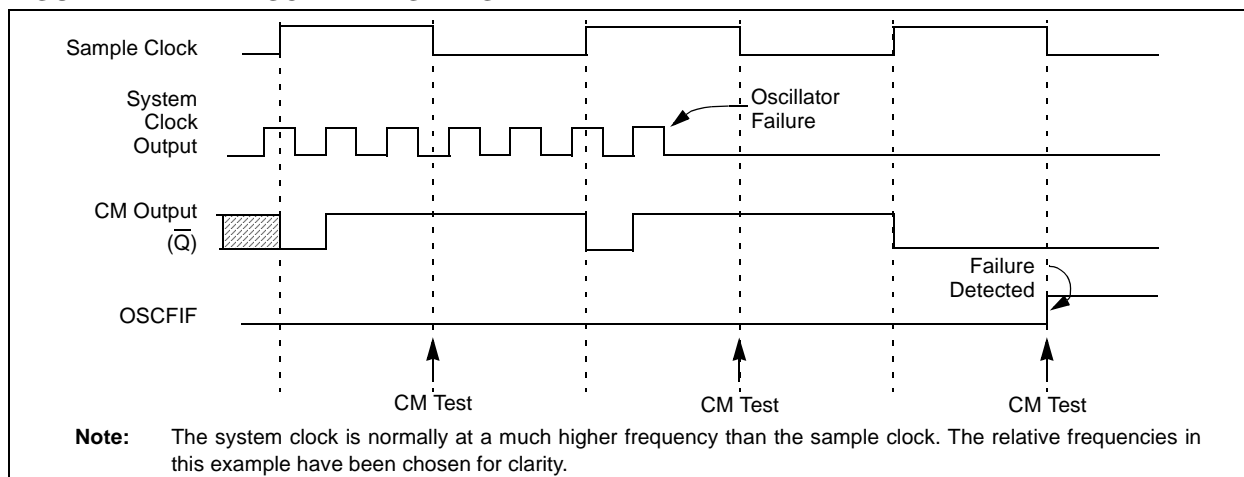 Sample Clock
System
Clock
Output
Oscillator
Failure
CM Output
(Q̅)
Failure
Detected
OSCFIF
CM Test
CM Test
CM Test
Note: The system clock is normally at a much higher frequency than the sample clock. The relative frequencies in
this example have been chosen for clarity.